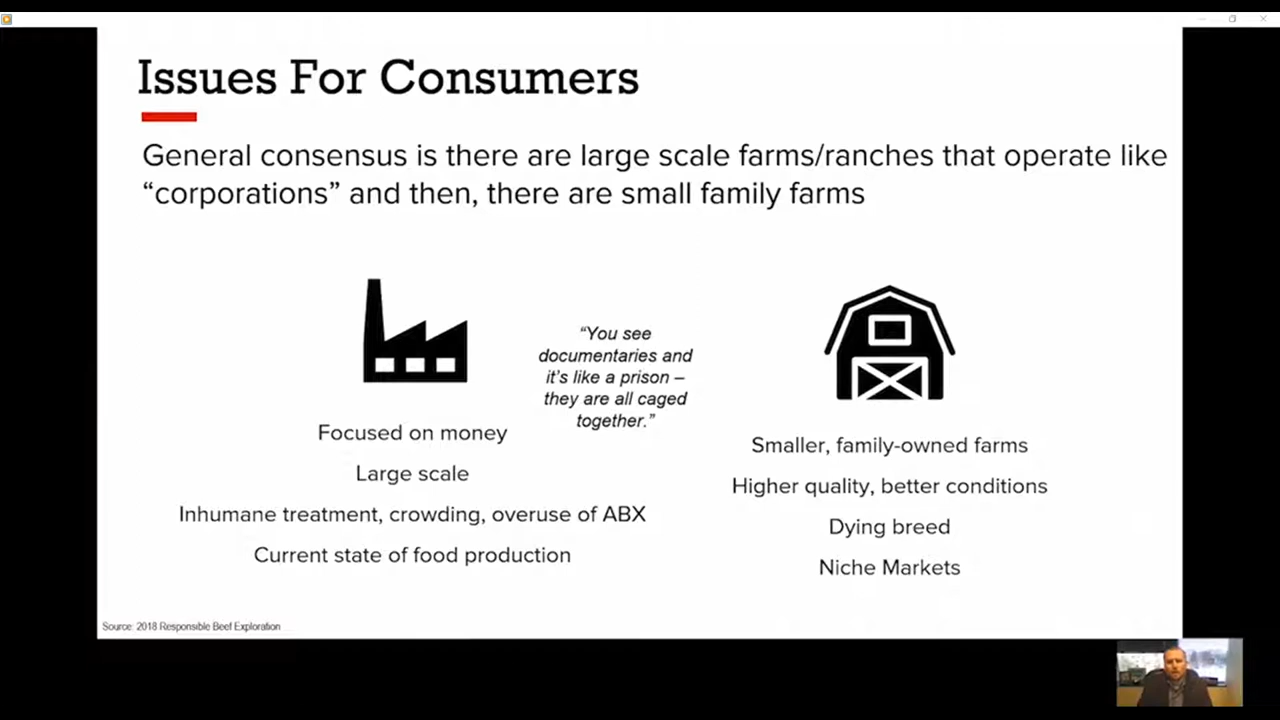 Issues For Consumers
General consensus is there are large scale farms/ranches that operate like
“corporations” and then, there are small family farms
“You see
documentaries and
it’s like a prison –
they are all caged
together.”
Focused on money
Large scale
Inhumane treatment, crowding, overuse of ABX
Current state of food production
Smaller, family-owned farms
Higher quality, better conditions
Dying breed
Niche Markets
Source: 2018 Responsible Beef Exploration